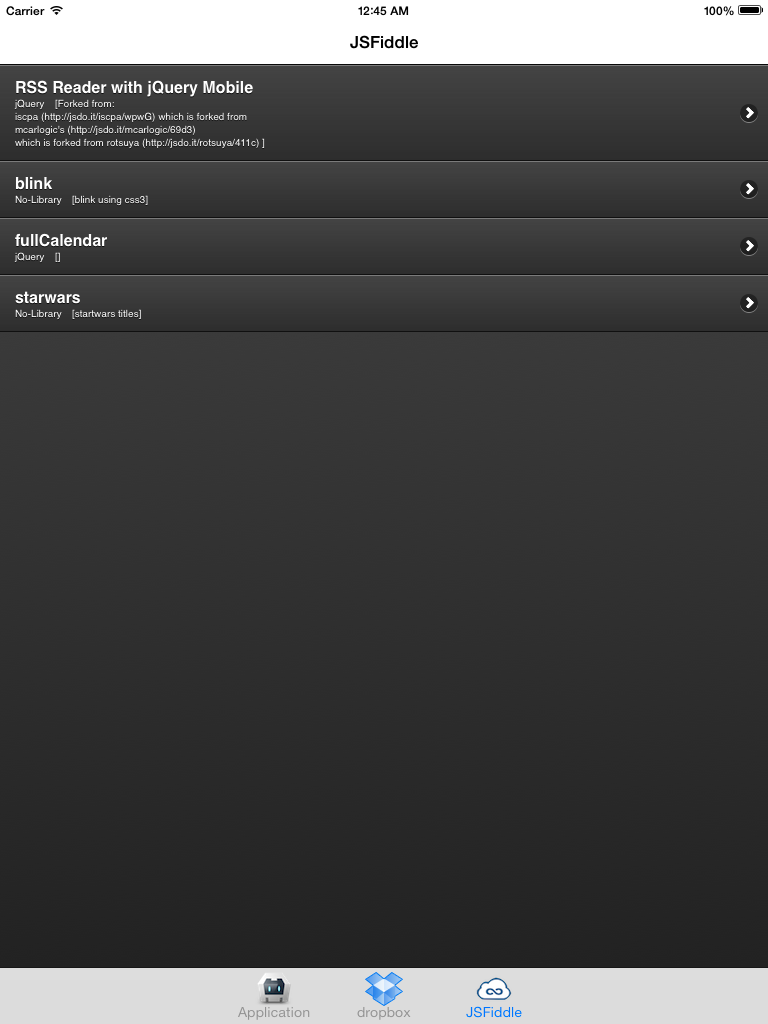 Carrier 12:45 AM 100%
JSFiddle
RSS Reader with jQuery Mobile
jQuery [Forked from:
iscpa (http://jsdo.it/iscpa/wpwG) which is forked from
mcarlogic's (http://jsdo.it/mcarlogic/69d3)
which is forked from rotsuya (http://jsdo.it/rotsuya/411c) ]
blink
No-Library [blink using css3]
fullCalendar
jQuery []
starwars
No-Library [startwars titles]
Application dropbox JSFiddle